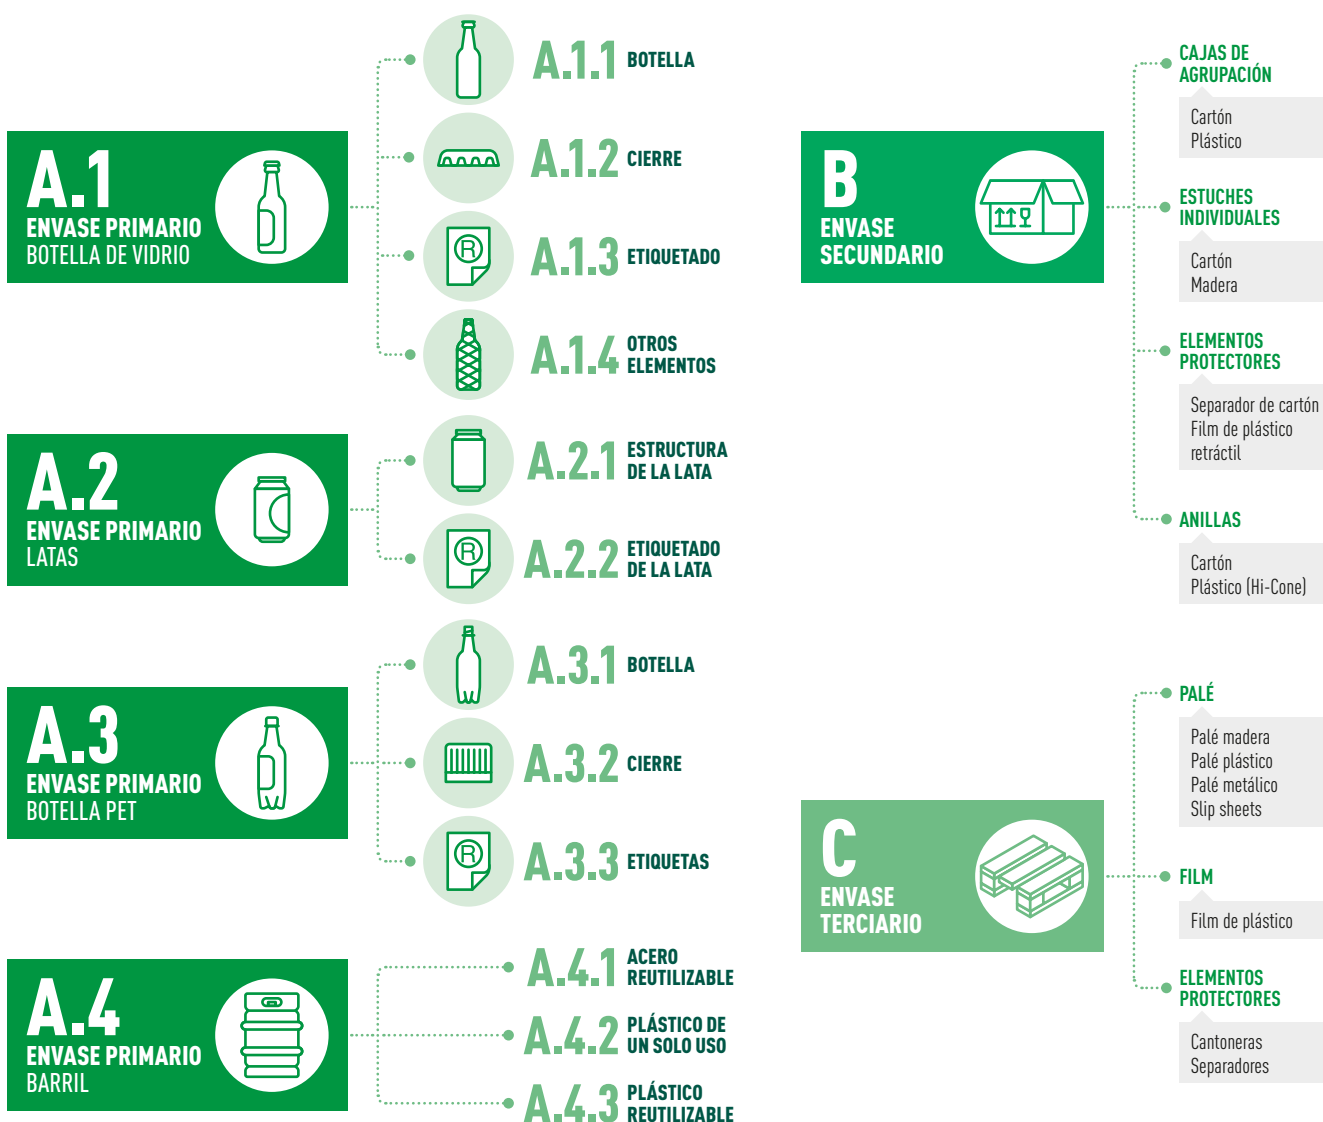 A.1
ENVASE PRIMARIO
BOTELLA DE VIDRIO
A.1.1 BOTELLA
A.1.2 CIERRE
R
A.1.3 ETIQUETADO
A.1.4 OTROS
ELEMENTOS
A.2
ENVASE PRIMARIO
LATAS
A.2.1 ESTRUCTURA
DE LA LATA
R
A.2.2 ETIQUETADO
DE LA LATA
A.3
ENVASE PRIMARIO
BOTELLA PET
A.3.1 BOTELLA
A.3.2 CIERRE
R
A.3.3 ETIQUETAS
A.4
ENVASE PRIMARIO
BARRIL
A.4.1 ACERO
REUTILIZABLE
A.4.2 PLÁSTICO DE
UN SOLO USO
A.4.3 PLÁSTICO
REUTILIZABLE
B
ENVASE
SECUNDARIO
CAJAS DE
AGRUPACIÓN
Cartón
Plástico
ESTUCHES
INDIVIDUALES
Cartón
Madera
ELEMENTOS
PROTECTORES
Separador de cartón
Film de plástico
retráctil
ANILLAS
Cartón
Plástico (Hi-Cone)
C
ENVASE
TERCIARIO
PALÉ
Palé madera
Palé plástico
Palé metálico
Slip sheets
FILM
Film de plástico
ELEMENTOS
PROTECTORES
Cantoneras
Separadores